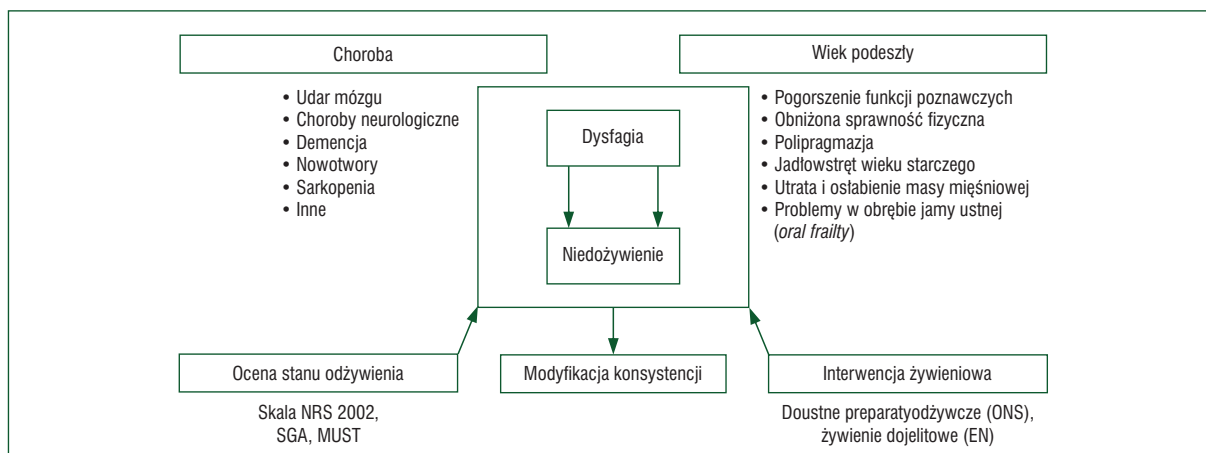 Choroba
Wiek podeszły
• Udar mózgu
• Choroby neurologiczne
• Demencja
• Nowotwory
• Sarkopenia
• Inne
Dysfagia
Niedożywienie
• Pogorszenie funkcji poznawczych
• Obniżona sprawność fizyczna
• Polipragmazja
• Jadłowstręt wieku starczego
• Utrata i osłabienie masy mięśniowej
• Problemy w obrębie jamy ustnej
(oral frailty)
Ocena stanu odżywienia
Modyfikacja konsystencji
Interwencja żywieniowa
Skala NRS 2002,
SGA, MUST
Doustne preparatyodżywcze (ONS),
żywienie dojelitowe (EN)